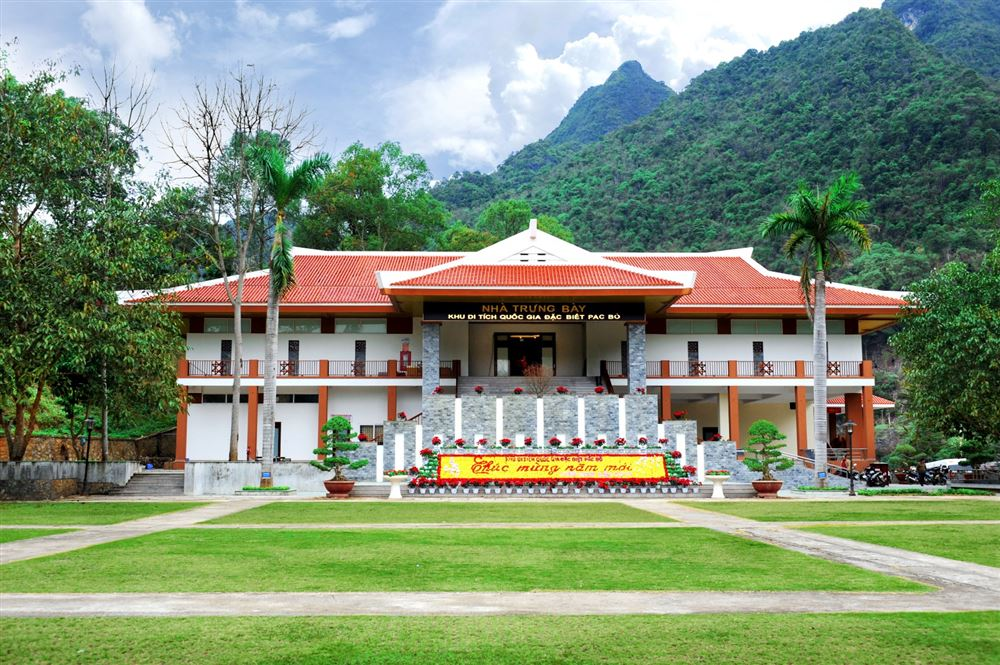 NHÀ TRƯNG BÀY
KHU DI TÍCH QUỐC GIA ĐẶC BIỆT PAC BÓ
Chúc mừng năm mới